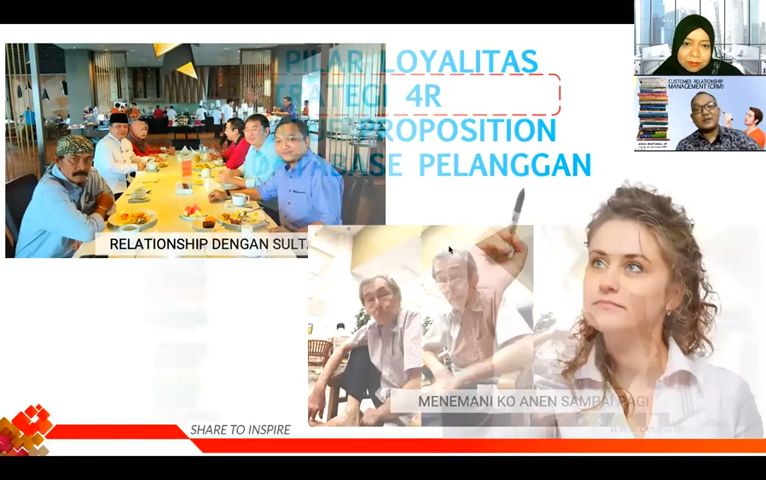 PILAR LOYALITAS
4R
PROPOSITION
PELANGGAN
RELATIONSHIP DENGAN
MENEMANI KO ANEN SAMPAI PAGI
SHARE TO INSPIRE
CUSTOMER RELATIONSHIP
MANAGEMENT (CRM)